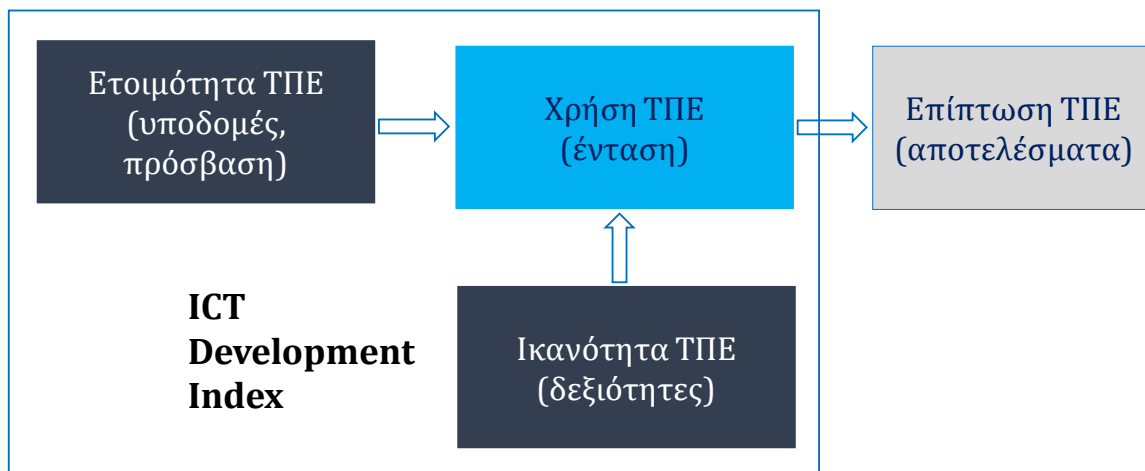 Ετοιμότητα ΤΠΕ
(υποδομές,
πρόσβαση)
Χρήση ΤΠΕ
(ένταση)
Επίπτωση ΤΠΕ
(αποτελέσματα)
ICT
Development
Index
Ικανότητα ΤΠΕ
(δεξιότητες)